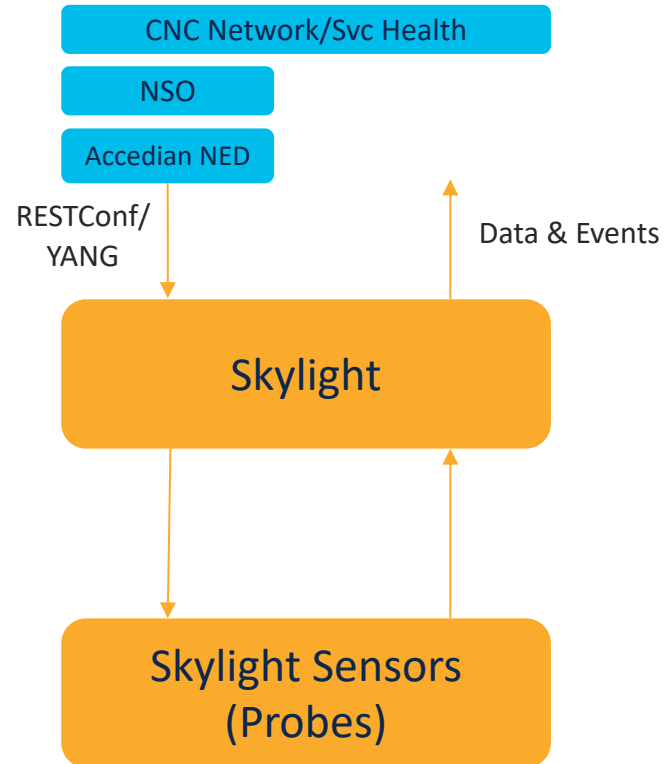 CNC Network/Svc Health
NSO
Accedian NED
RESTConf/
YANG
Data & Events
Skylight
Skylight Sensors
(Probes)